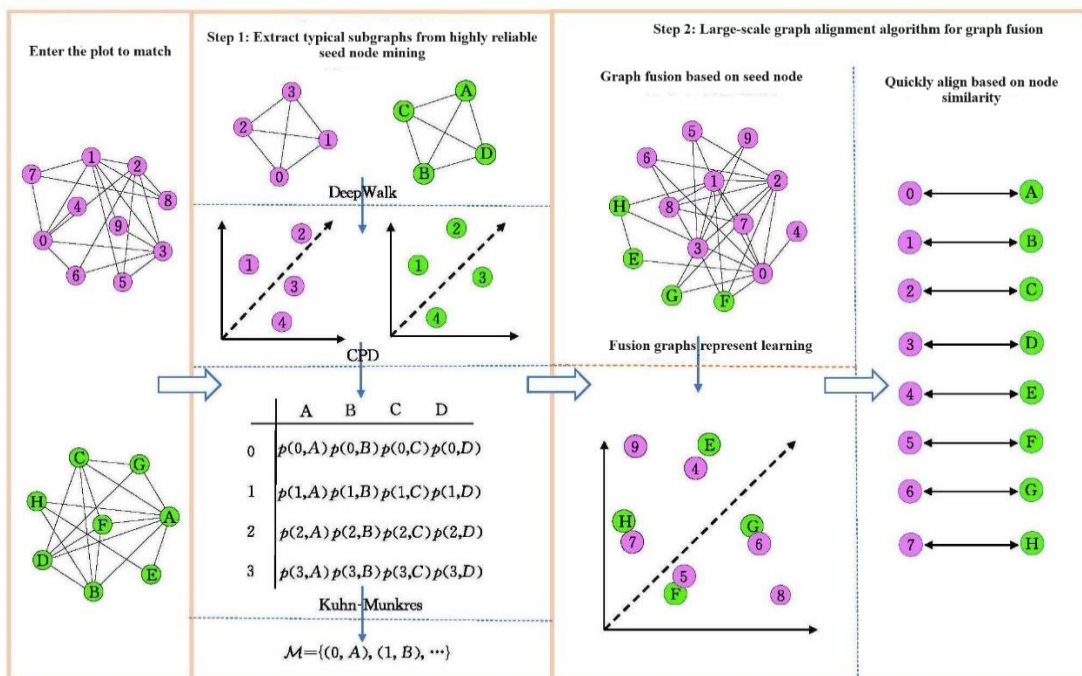 Enter the plot to match
7
1
2
8
4
9
0
3
6
5
C
G
H
A
F
D
E
B
Step 1: Extract typical subgraphs from highly reliable
seed node mining
3
2
1
0
A
C
D
B
DeepWalk
2
1
3
4
2
1
3
4
CPD
A B C D
0 p(0,A) p(0,B) p(0,C) p(0,D)
1 p(1,A) p(1,B) p(1,C) p(1,D)
2 p(2,A) p(2,B) p(2,C) p(2,D)
3 p(3,A) p(3,B) p(3,C) p(3,D)
Kuhn-Munkres
ℳ={(0, A), (1, B), ⋯}
Step 2: Large-scale graph alignment algorithm for graph fusion
Graph fusion based on seed node
5
9
6
1
2
H
8
7
4
3
E
0
G
F
Fusion graphs represent learning
9
E
4
H
7
G
6
5
F
8
Quickly align based on node
similarity
0 A
1 B
2 C
3 D
4 E
5 F
6 G
7 H